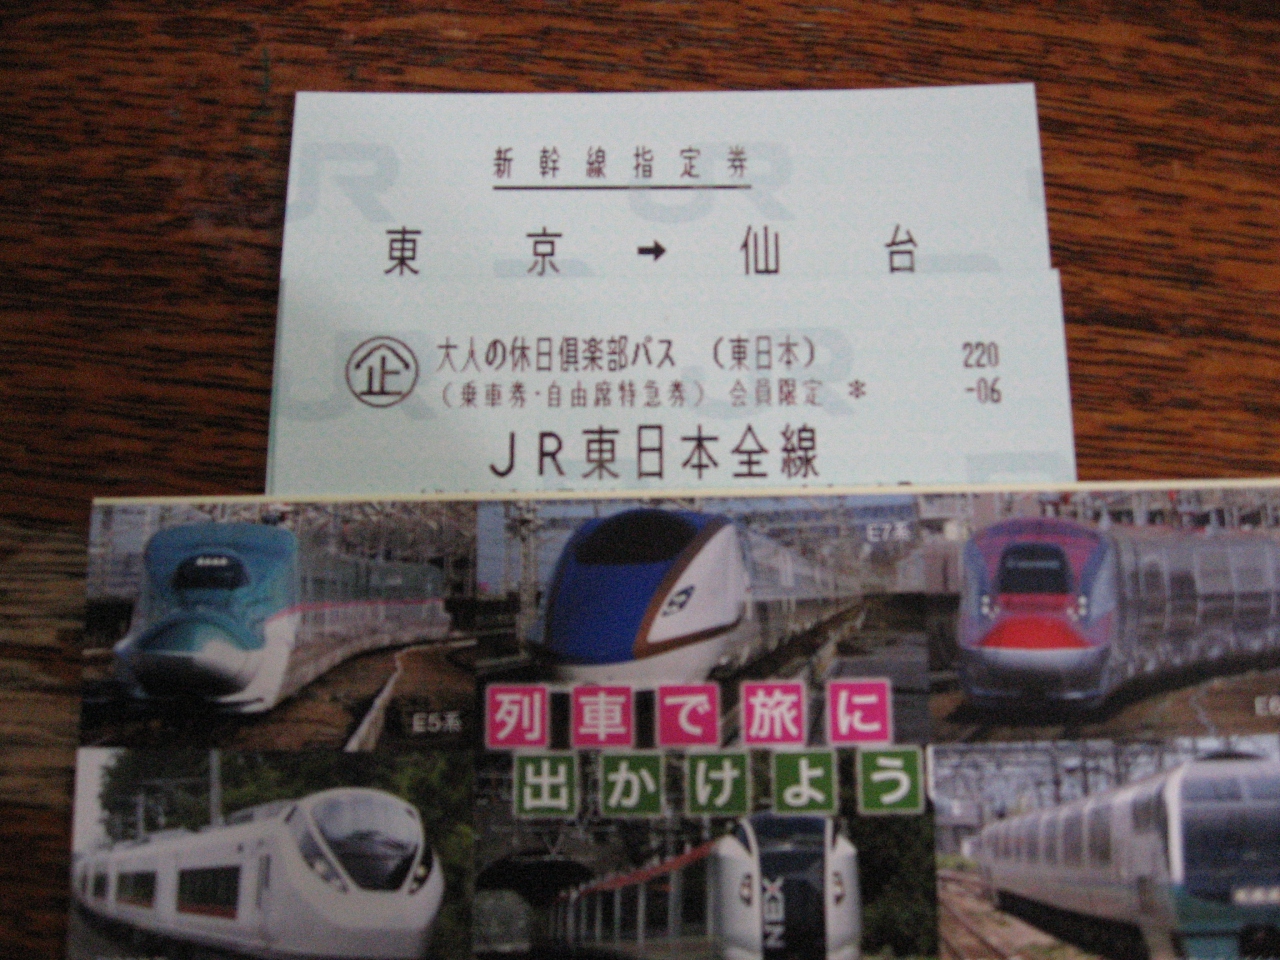 新幹線指定券
東京→仙台
企 大人の休日倶楽部パス（東日本） 220
（乗車券・自由席特急券）会員限定 ＊ -06
JR東日本全線
E7系
E5系
列車で旅に
出かけよう
NEX